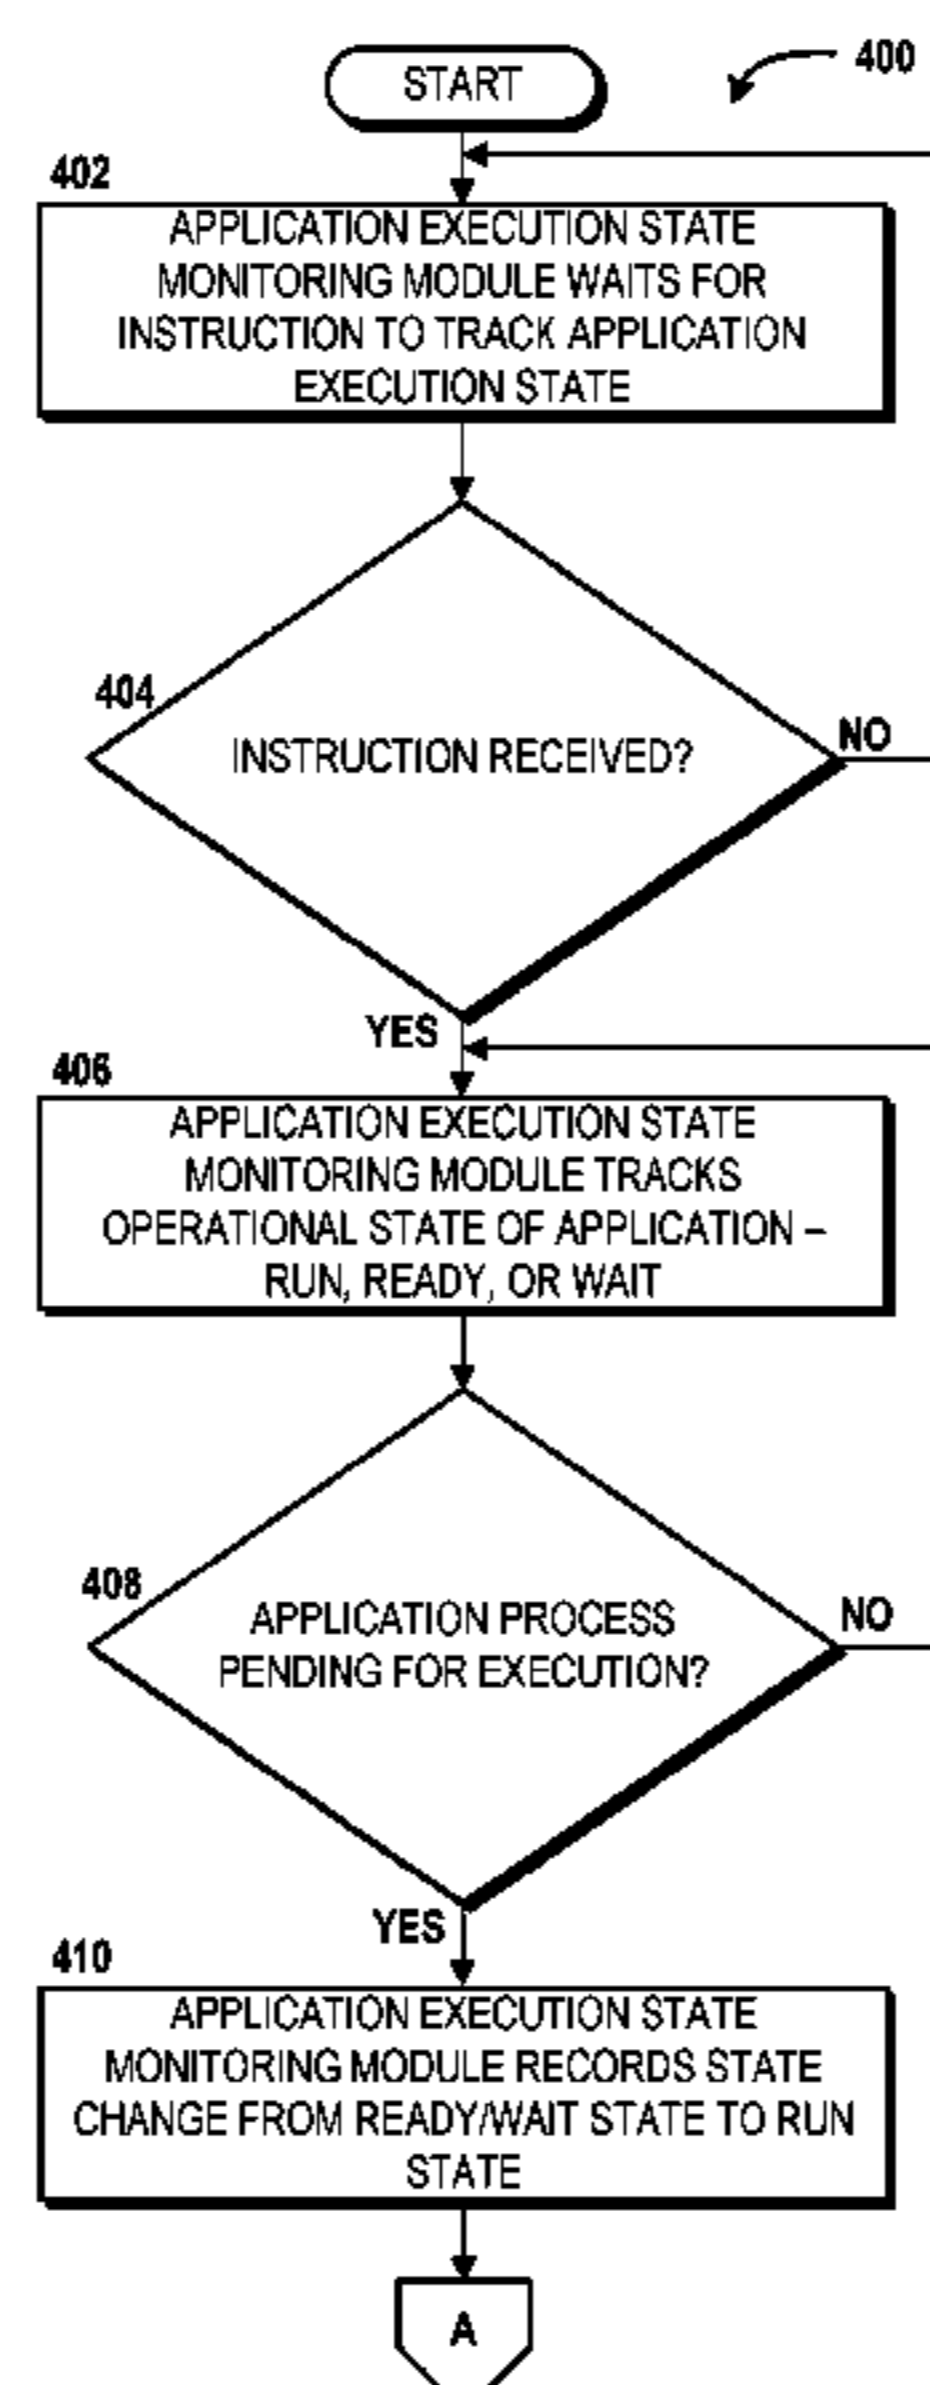 START
400
402
APPLICATION EXECUTION STATE
MONITORING MODULE WAITS FOR
INSTRUCTION TO TRACK APPLICATION
EXECUTION STATE
404
INSTRUCTION RECEIVED?
NO
YES
406
APPLICATION EXECUTION STATE
MONITORING MODULE TRACKS
OPERATIONAL STATE OF APPLICATION –
RUN, READY, OR WAIT
408
APPLICATION PROCESS
PENDING FOR EXECUTION?
NO
YES
410
APPLICATION EXECUTION STATE
MONITORING MODULE RECORDS STATE
CHANGE FROM READY/WAIT STATE TO RUN
STATE
A